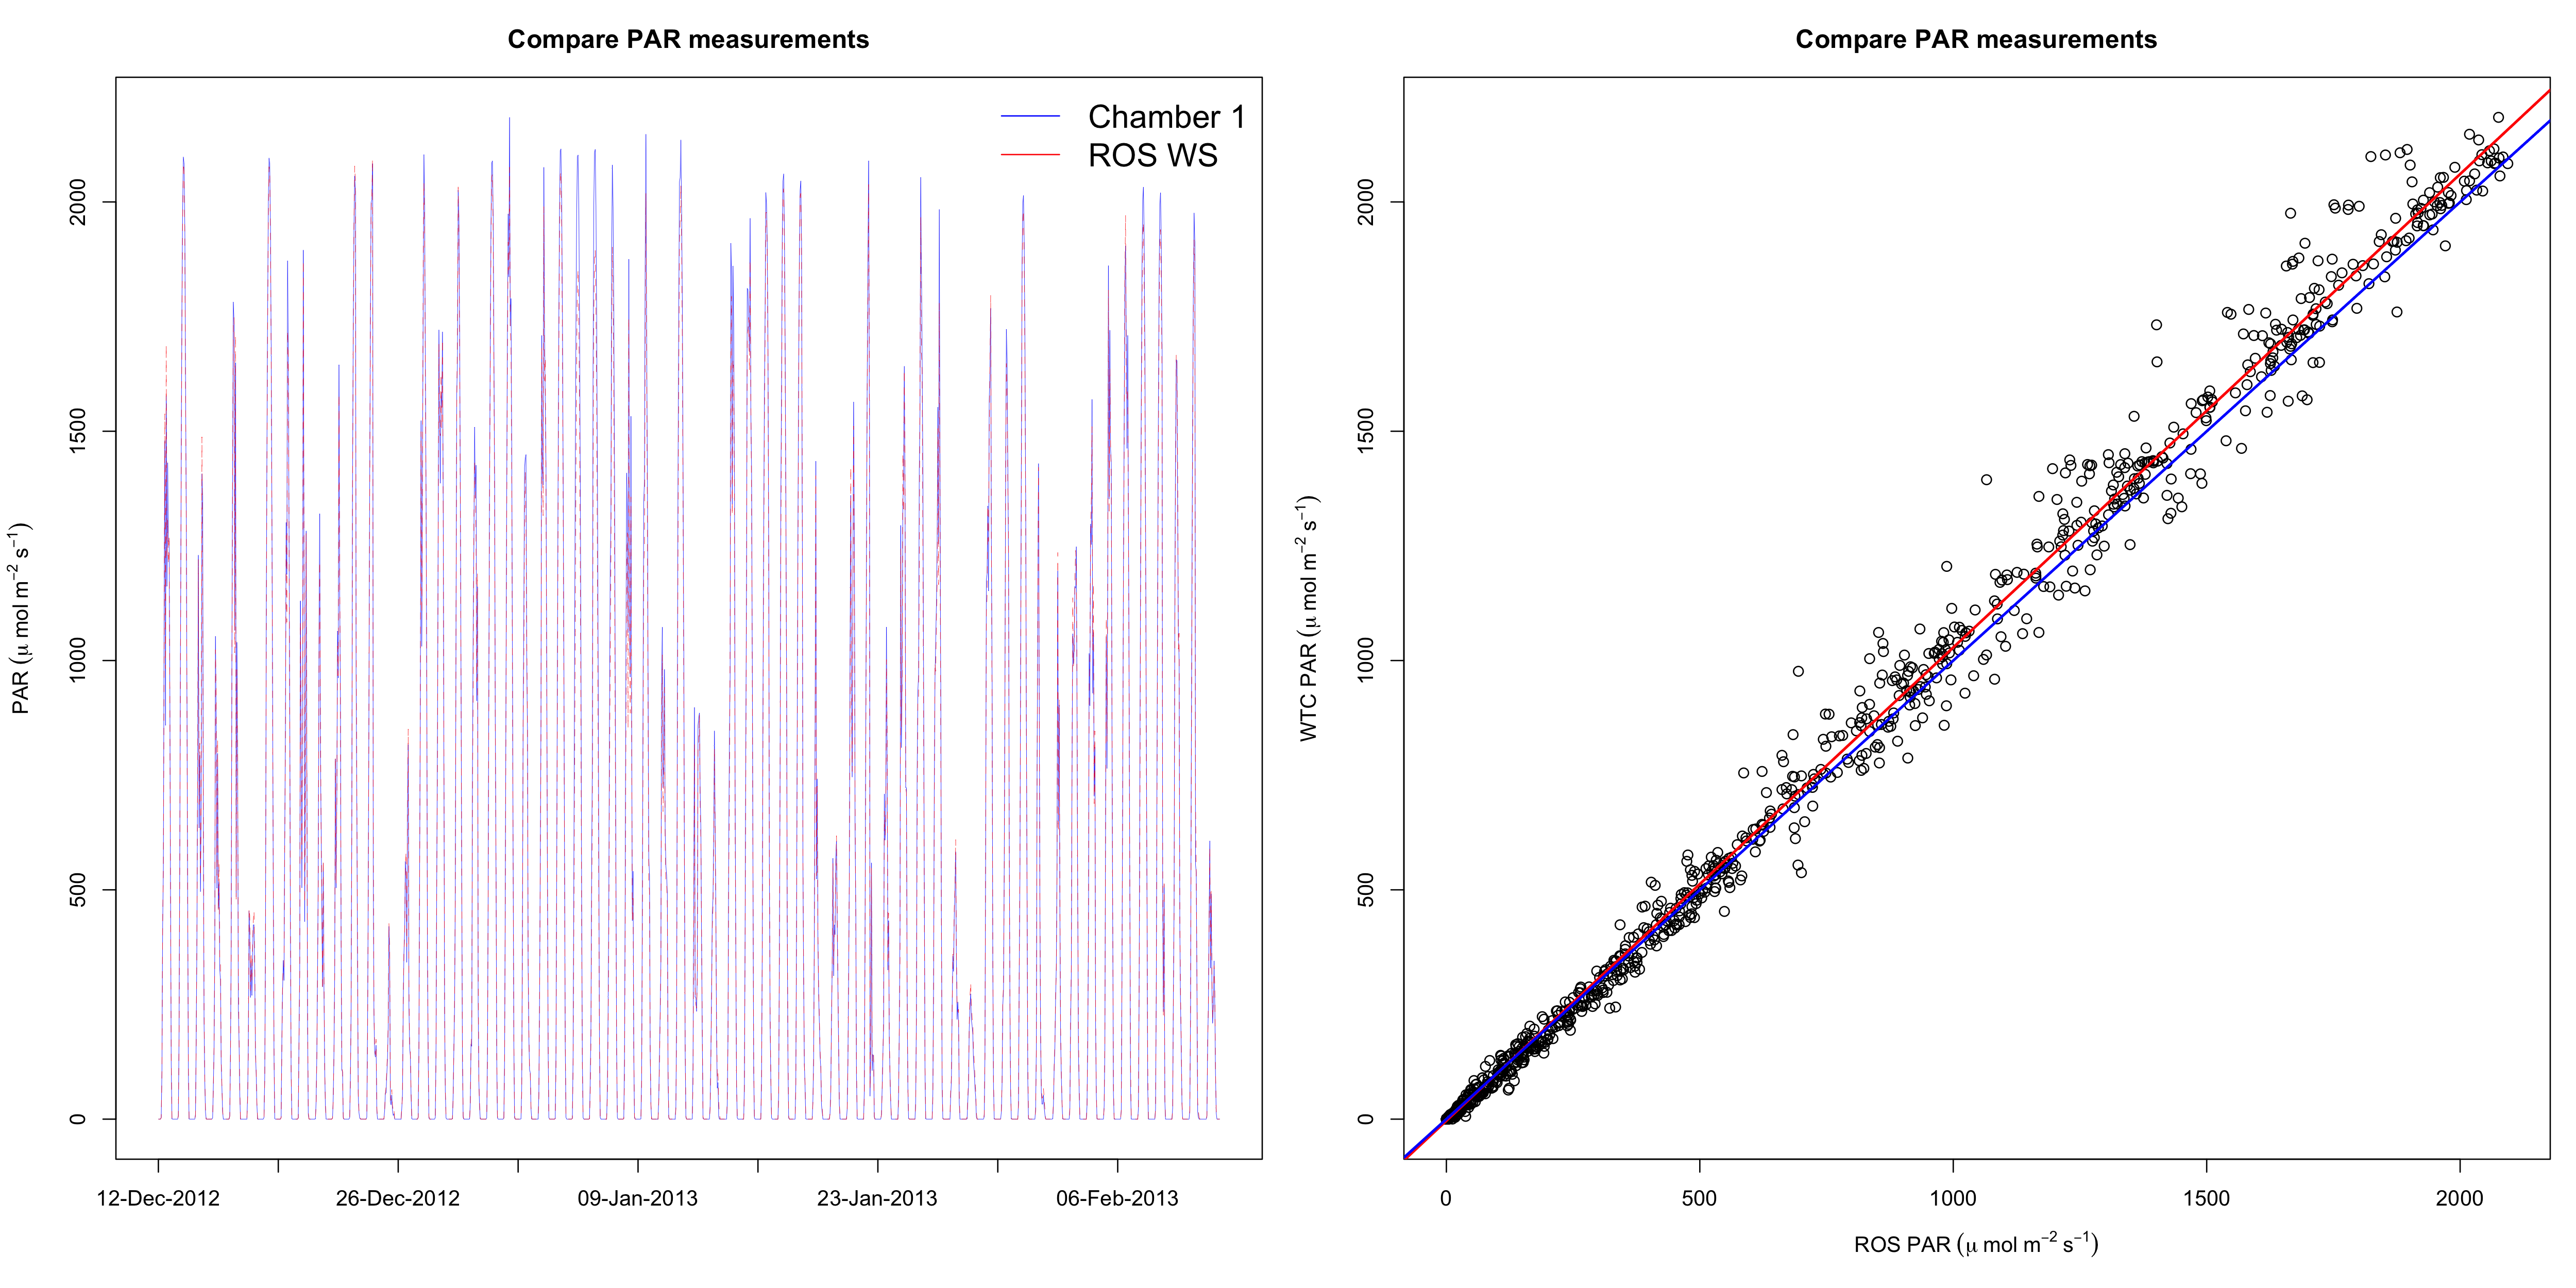 Compare PAR measurements
Chamber 1
ROS WS
2000
1500
1000
500
0
PAR (μ mol m−2 s−1)
12-Dec-2012 26-Dec-2012 09-Jan-2013 23-Jan-2013 06-Feb-2013
Compare PAR measurements
2000
1500
1000
500
0
WTC PAR (μ mol m−2 s−1)
0 500 1000 1500 2000
ROS PAR (μ mol m−2 s−1)